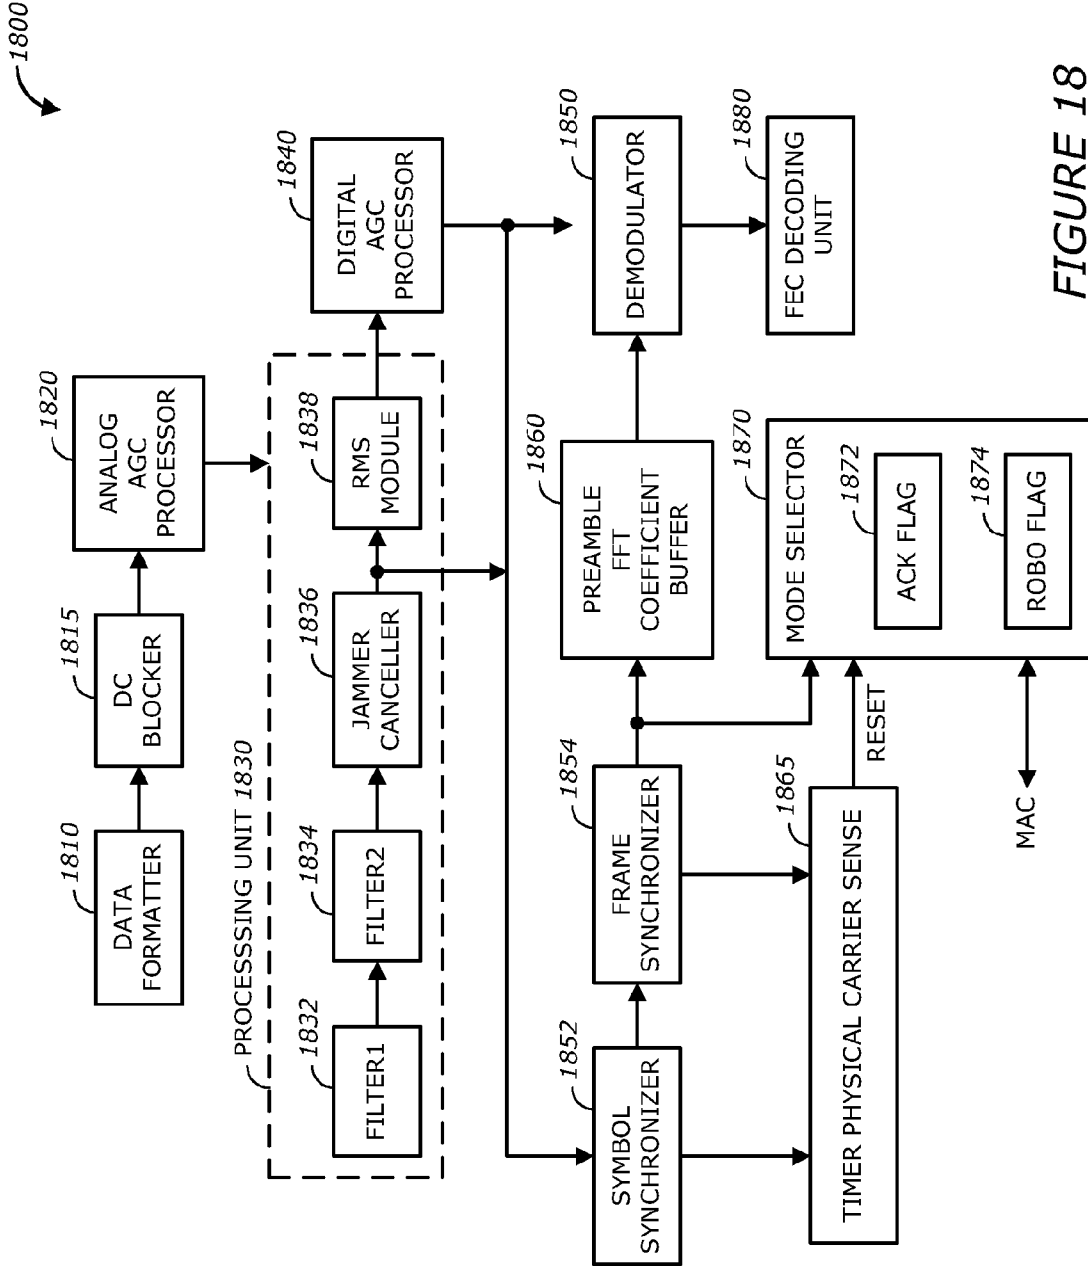 1800
1810
DATA
FORMATTER
1815
DC
BLOCKER
1820
ANALOG
AGC
PROCESSOR
PROCESSSING UNIT 1830
1832
FILTER1
1834
FILTER2
1836
JAMMER
CANCELLER
1838
RMS
MODULE
1840
DIGITAL
AGC
PROCESSOR
1852
SYMBOL
SYNCHRONIZER
1854
FRAME
SYNCHRONIZER
1860
PREAMBLE
FFT
COEFFICIENT
BUFFER
1850
DEMODULATOR
1865
TIMER PHYSICAL CARRIER SENSE
RESET
MAC
1870
MODE SELECTOR
1872
ACK FLAG
1874
ROBO FLAG
1880
FEC DECODING
UNIT
FIGURE 18